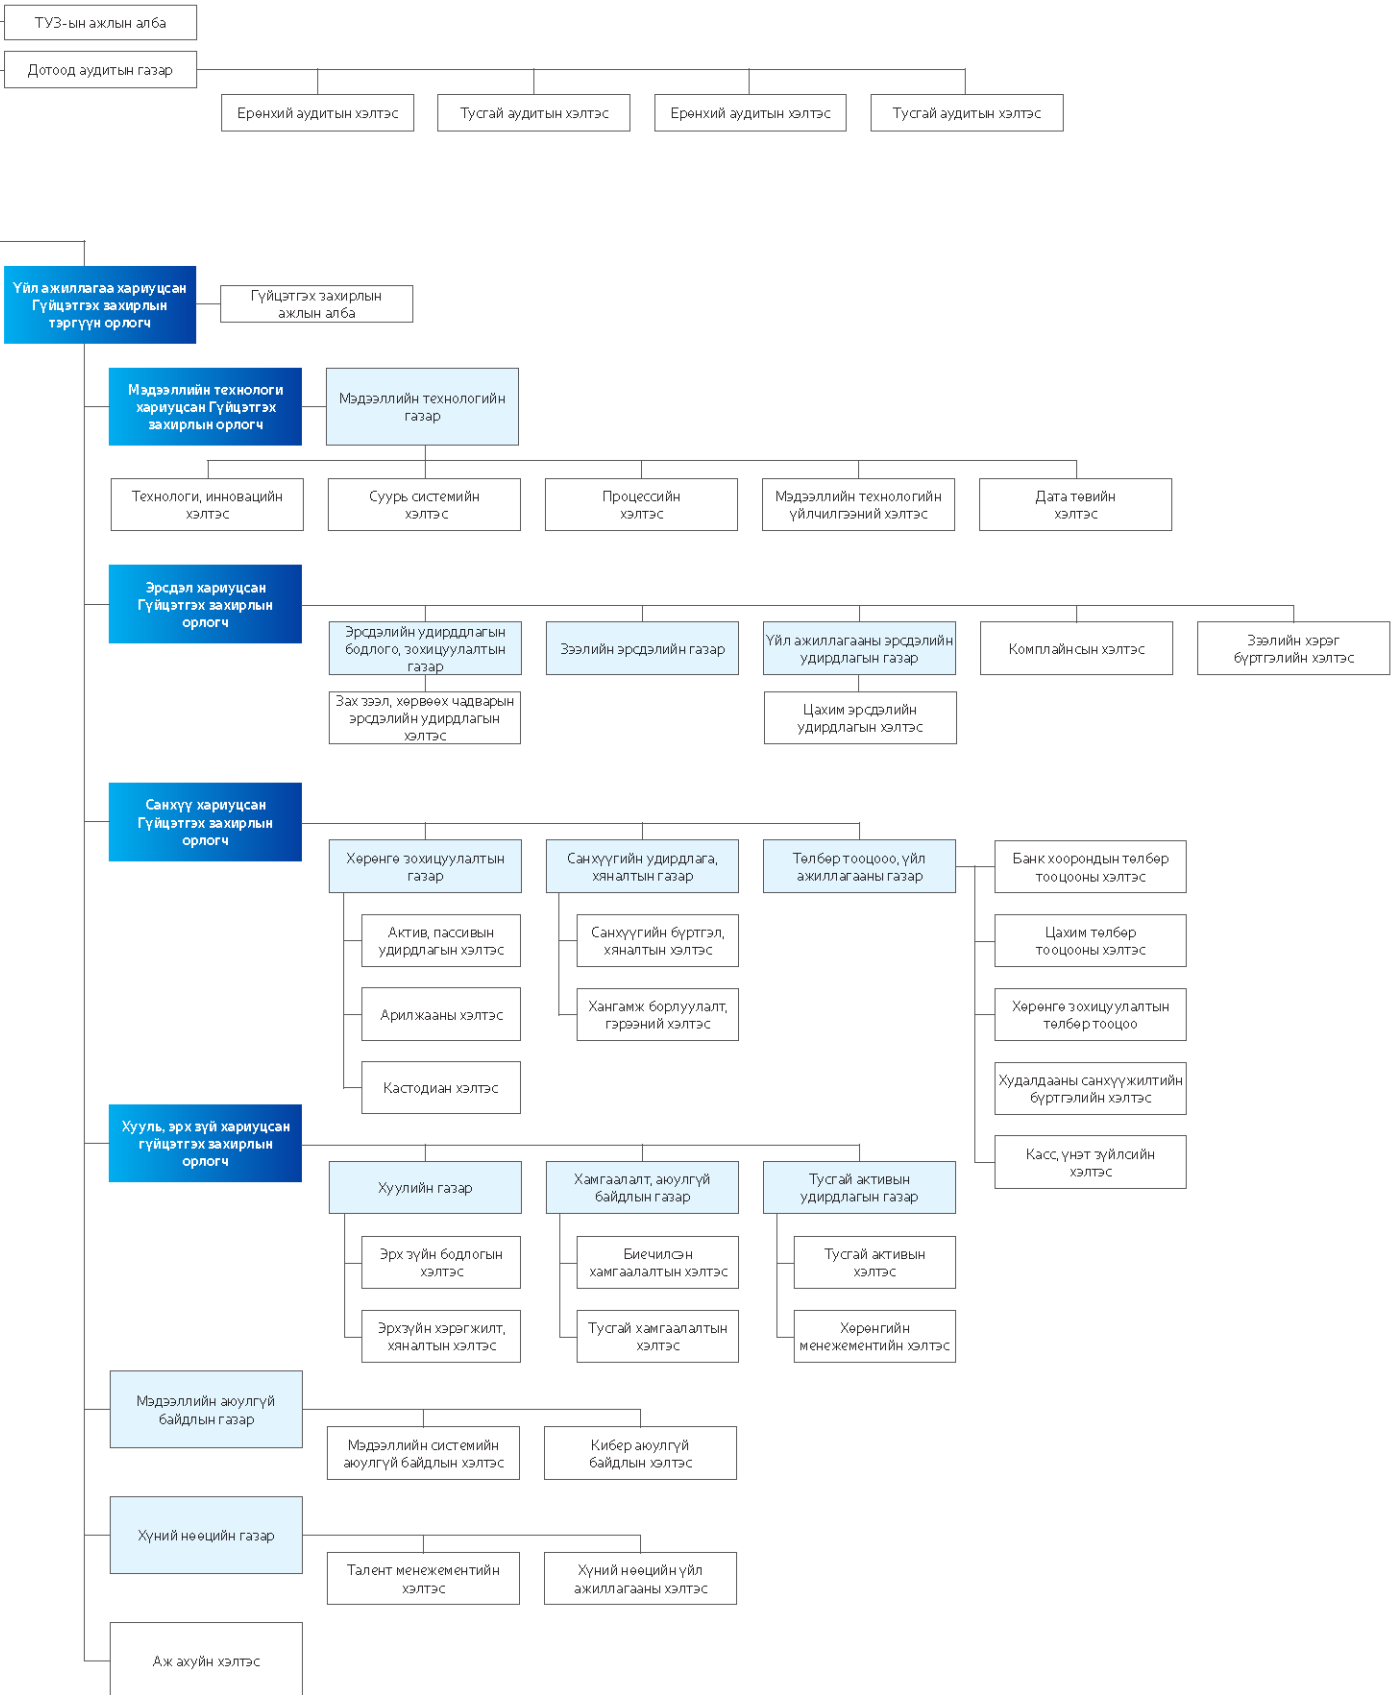 ТУЗ-ын ажлын алба
Дотоод аудитын газар
Ерөнхий аудитын хэлтэс
Тусгай аудитын хэлтэс
Ерөнхий аудитын хэлтэс
Тусгай аудитын хэлтэс
Үйл ажиллагаа хариуцсан
Гүйцэтгэх захирлын
тэргүүн орлогч
Гүйцэтгэх захирлын
ажлын алба
Мэдээллийн технологи
хариуцсан Гүйцэтгэх
захирлын орлогч
Мэдээллийн технологийн
газар
Технологи, инновацийн
хэлтэс
Суурь системийн
хэлтэс
Процессийн
хэлтэс
Мэдээллийн технологийн
үйлчилгээний хэлтэс
Дата төвийн
хэлтэс
Эрсдэл хариуцсан
Гүйцэтгэх захирлын
орлогч
Эрсдэлийн удирддлагын
бодлого, зохицуулалтын
газар
Зээлийн эрсдэлийн газар
Үйл ажиллагааны эрсдэлийн
удирдлагын газар
Комплайнсын хэлтэс
Зээлийн хэрэг
бүртгэлийн хэлтэс
Зах зээл, хөрвөөх чадварын
эрсдэлийн удирдлагын
хэлтэс
Цахим эрсдэлийн
удирдлагын хэлтэс
Санхүү хариуцсан
Гүйцэтгэх захирлын
орлогч
Хөрөнгө зохицуулалтын
газар
Санхүүгийн удирдлага,
хяналтын газар
Төлбөр тооцооо, үйл
ажиллагааны газар
Банк хоорондын төлбөр
тооцооны хэлтэс
Актив, пассивын
удирдлагын хэлтэс
Санхүүгийн бүртгэл,
хяналтын хэлтэс
Цахим төлбөр
тооцооны хэлтэс
Арилжааны хэлтэс
Хангамж борлуулалт,
гэрээний хэлтэс
Хөрөнгө зохицуулалтын
төлбөр тооцоо
Кастодиан хэлтэс
Худалдааны санхүүжилтийн
бүртгэлийн хэлтэс
Хууль, эрх зүй хариуцсан
гүйцэтгэх захирлын
орлогч
Касс, үнэт зүйлсийн
хэлтэс
Хуулийн газар
Хамгаалалт, аюулгүй
байдлын газар
Тусгай активын
удирдлагын газар
Эрх зүйн бодлогын
хэлтэс
Биечилсэн
хамгаалалтын хэлтэс
Тусгай активын
хэлтэс
Эрхзүйн хэрэгжилт,
хяналтын хэлтэс
Тусгай хамгаалалтын
хэлтэс
Хөрөнгийн
менежементийн хэлтэс
Мэдээллийн аюулгүй
байдлын газар
Мэдээллийн системийн
аюулгүй байдлын хэлтэс
Кибер аюулгүй
байдлын хэлтэс
Хүний нөөцийн газар
Талент менежементийн
хэлтэс
Хүний нөөцийн үйл
ажиллагааны хэлтэс
Аж ахуйн хэлтэс